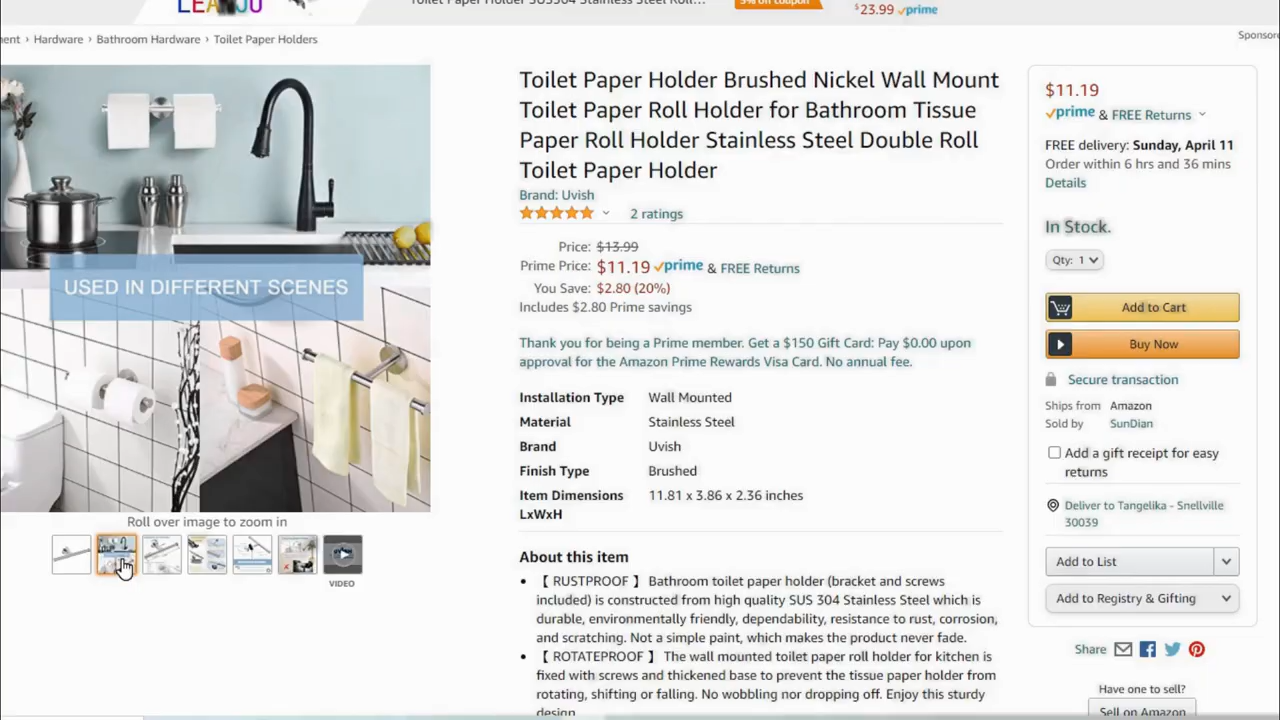 Toilet Paper Holder SUS304 Stainless Steel Roll...
5% off coupon
$23.99 prime
ment › Hardware › Bathroom Hardware › Toilet Paper Holders
Sponsore
USED IN DIFFERENT SCENES
Roll over image to zoom in
VIDEO
Toilet Paper Holder Brushed Nickel Wall Mount
Toilet Paper Roll Holder for Bathroom Tissue
Paper Roll Holder Stainless Steel Double Roll
Toilet Paper Holder
Brand: Uvish
2 ratings
Price: $13.99
Prime Price: $11.19 prime & FREE Returns
You Save: $2.80 (20%)
Includes $2.80 Prime savings
Thank you for being a Prime member. Get a $150 Gift Card: Pay $0.00 upon
approval for the Amazon Prime Rewards Visa Card. No annual fee.
Installation Type Wall Mounted
Material Stainless Steel
Brand Uvish
Finish Type Brushed
Item Dimensions 11.81 x 3.86 x 2.36 inches
LxWxH
About this item
• 【 RUSTPROOF 】 Bathroom toilet paper holder (bracket and screws
included) is constructed from high quality SUS 304 Stainless Steel which is
durable, environmentally friendly, dependability, resistance to rust, corrosion,
and scratching. Not a simple paint, which makes the product never fade.
• 【 ROTATEPROOF 】 The wall mounted toilet paper roll holder for kitchen is
fixed with screws and thickened base to prevent the tissue paper holder from
rotating, shifting or falling. No wobbling nor dropping off. Enjoy this sturdy
design.
$11.19
prime & FREE Returns
FREE delivery: Sunday, April 11
Order within 6 hrs and 36 mins
Details
In Stock.
Qty: 1
Add to Cart
Buy Now
Secure transaction
Ships from Amazon
Sold by SunDian
Add a gift receipt for easy
returns
Deliver to Tangelika - Snellville
30039
Add to List
Add to Registry & Gifting
Share
Have one to sell?
Sell on Amazon